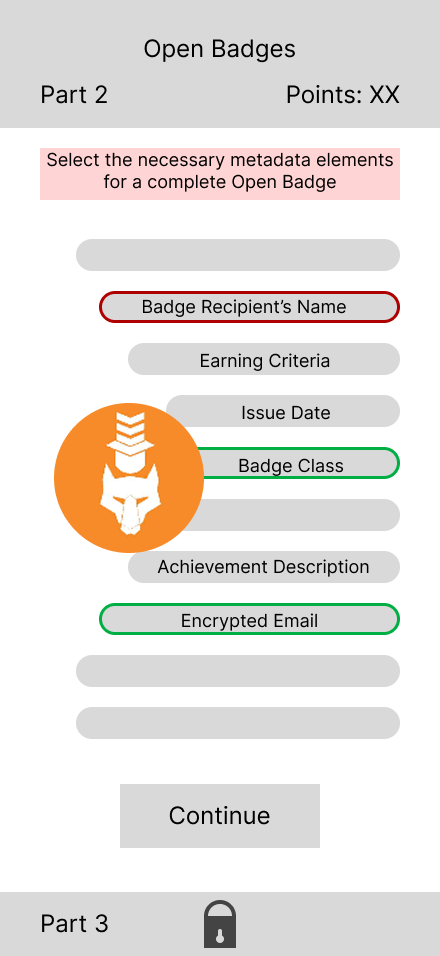 Open Badges
Part 2
Points: XX
Select the necessary metadata elements
for a complete Open Badge
Badge Recipient’s Name
Earning Criteria
Issue Date
Badge Class
Achievement Description
Encrypted Email
Continue
Part 3